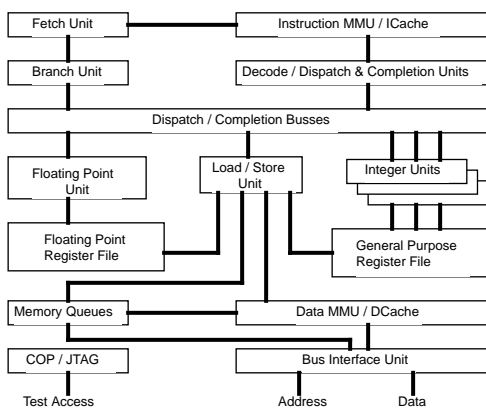 Fetch Unit
Instruction MMU / ICache
Branch Unit
Decode / Dispatch & Completion Units
Dispatch / Completion Busses
Floating Point
Unit
Load / Store
Unit
Integer Units
Floating Point
Register File
General Purpose
Register File
Memory Queues
Data MMU / DCache
COP / JTAG
Bus Interface Unit
Test Access
Address
Data